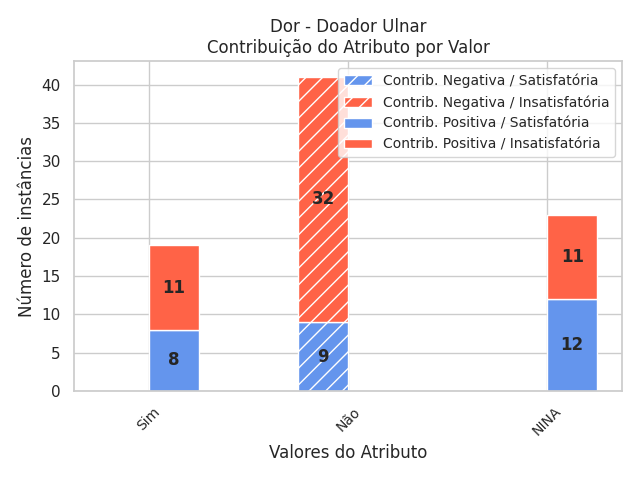 Dor - Doador Ulnar
Contribuição do Atributo por Valor
Contrib. Negativa / Satisfatória
Contrib. Negativa / Insatisfatória
Contrib. Positiva / Satisfatória
Contrib. Positiva / Insatisfatória
Número de instâncias
40
35
30
25
20
15
10
5
0
11
8
32
9
11
12
Sim
Não
NINA
Valores do Atributo